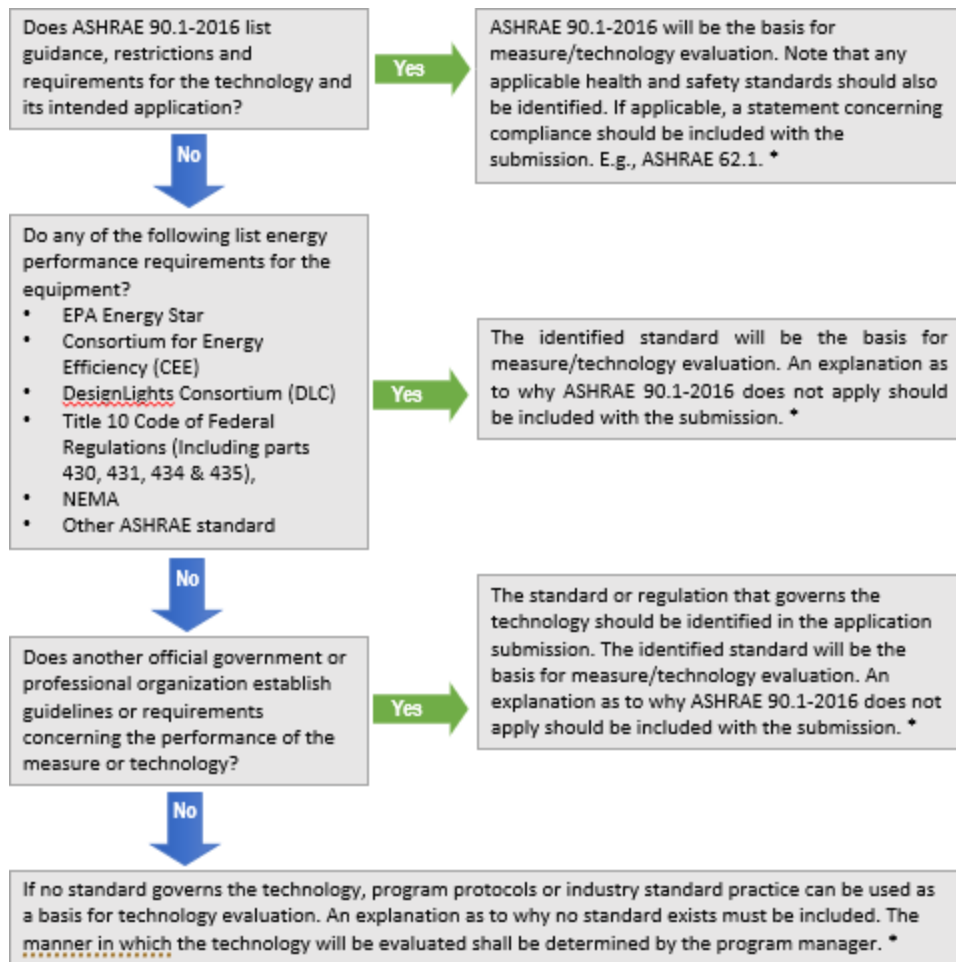 Does ASHRAE 90.1-2016 list
guidance, restrictions and
requirements for the technology and
its intended application?
Yes
ASHRAE 90.1-2016 will be the basis for
measure/technology evaluation. Note that any
applicable health and safety standards should also
be identified. If applicable, a statement concerning
compliance should be included with the
submission. E.g., ASHRAE 62.1. *
No
Do any of the following list energy
performance requirements for the
equipment?
• EPA Energy Star
• Consortium for Energy
Efficiency (CEE)
• DesignLights Consortium (DLC)
• Title 10 Code of Federal
Regulations (Including parts
430, 431, 434 & 435),
• NEMA
• Other ASHRAE standard
Yes
The identified standard will be the basis for
measure/technology evaluation. An explanation as
to why ASHRAE 90.1-2016 does not apply should
be included with the submission. *
No
Does another official government or
professional organization establish
guidelines or requirements
concerning the performance of the
measure or technology?
Yes
The standard or regulation that governs the
technology should be identified in the application
submission. The identified standard will be the
basis for measure/technology evaluation. An
explanation as to why ASHRAE 90.1-2016 does not
apply should be included with the submission. *
No
If no standard governs the technology, program protocols or industry standard practice can be used as
a basis for technology evaluation. An explanation as to why no standard exists must be included. The
manner in which the technology will be evaluated shall be determined by the program manager. *